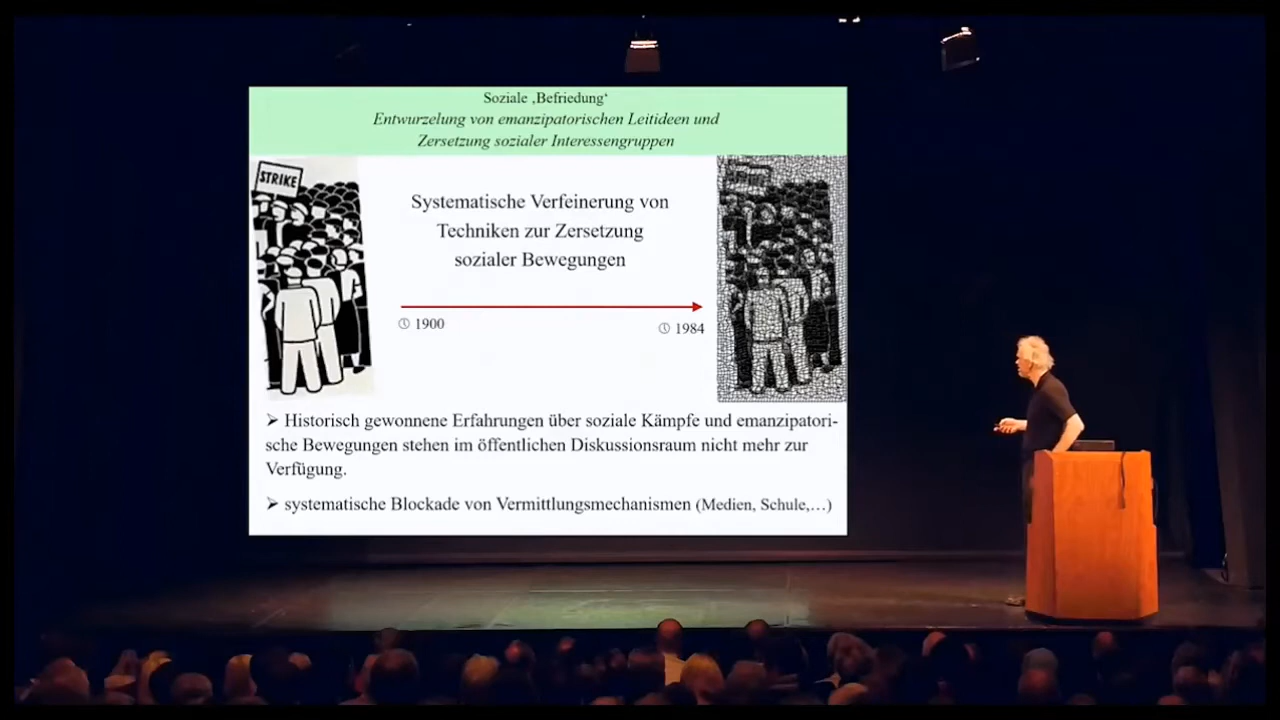 Soziale ‚Befriedung‘
Entwurzelung von emanzipatorischen Leitideen und
Zersetzung sozialer Interessengruppen
STRIKE
Systematische Verfeinerung von
Techniken zur Zersetzung
sozialer Bewegungen
1900
1984
➢ Historisch gewonnene Erfahrungen über soziale Kämpfe und emanzipatori-
sche Bewegungen stehen im öffentlichen Diskussionsraum nicht mehr zur
Verfügung.
➢ systematische Blockade von Vermittlungsmechanismen (Medien, Schule,…)